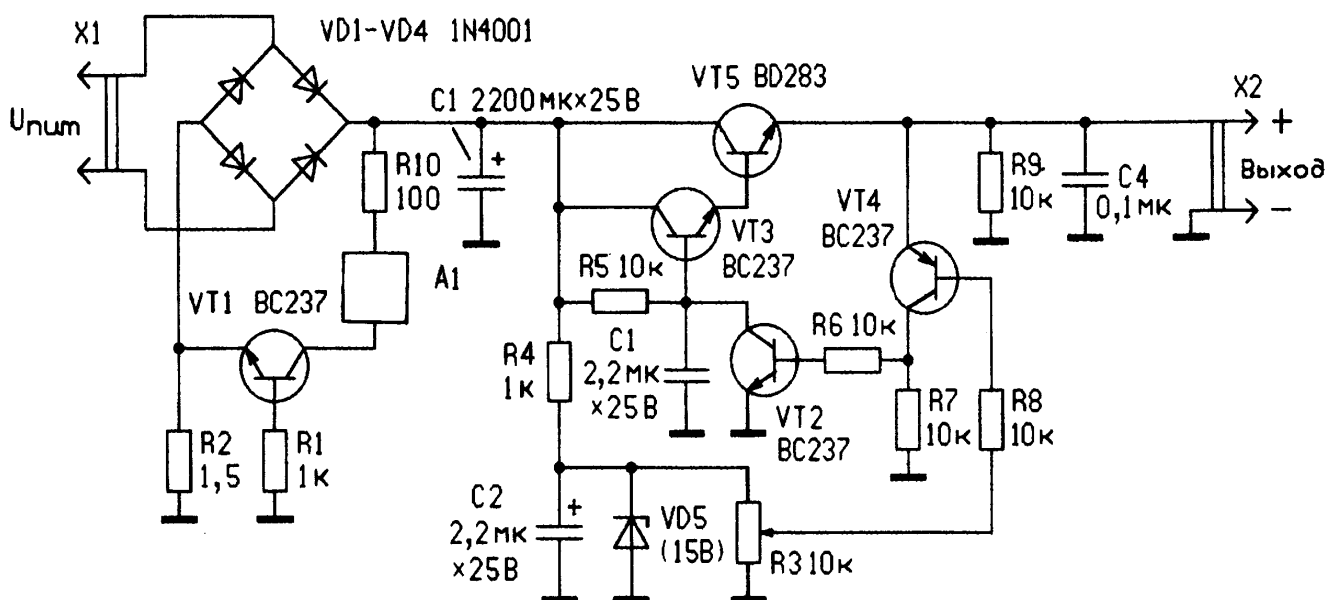 X1
VD1-VD4 1N4001
Uпит
C1 2200мк×25В
+
R10
100
VT5 BD283
X2
+
Выход
−
R9
10к
C4
0,1мк
VT4
BC237
VT3
BC237
A1
VT1 BC237
R5 10к
R4
1к
C1
2,2мк
×25В
R6 10к
VT2
BC237
R7
10к
R8
10к
R2
1,5
R1
1к
C2
2,2мк
×25В
+
VD5
(15В)
R3 10к